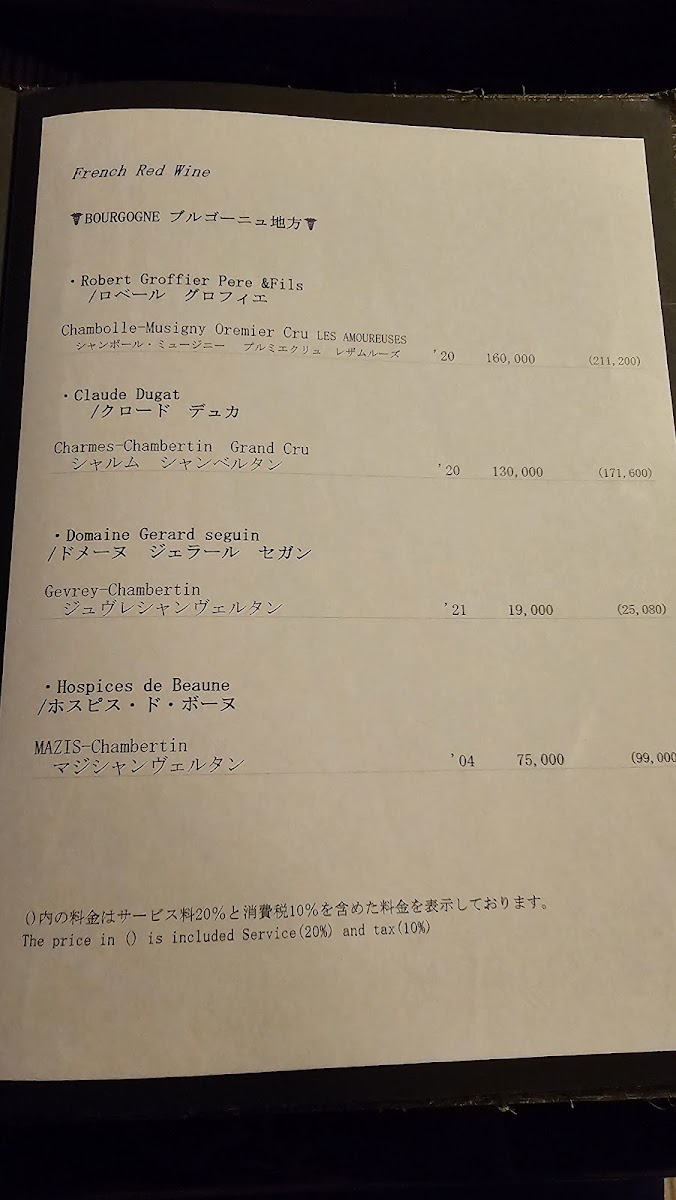 French Red Wine
BOURGOGNE ブルゴーニュ地方
・Robert Groffier Pere &Fils
/ロベール グロフィエ
Chambolle-Musigny Oremier Cru LES AMOUREUSES
シャンボール・ミュージニー プルミエクリュ レザムルーズ '20 160,000 (211,200)
・Claude Dugat
/クロード デュカ
Charmes-Chambertin Grand Cru
シャルム シャンベルタン '20 130,000 (171,600)
・Domaine Gerard seguin
/ドメーヌ ジェラール セガン
Gevrey-Chambertin
ジュヴレシャンヴェルタン '21 19,000 (25,080)
・Hospices de Beaune
/ホスピス・ド・ボーヌ
MAZIS-Chambertin
マジシャンヴェルタン '04 75,000 (99,000
()内の料金はサービス料20%と消費税10%を含めた料金を表示しております。
The price in () is included Service(20%) and tax(10%)